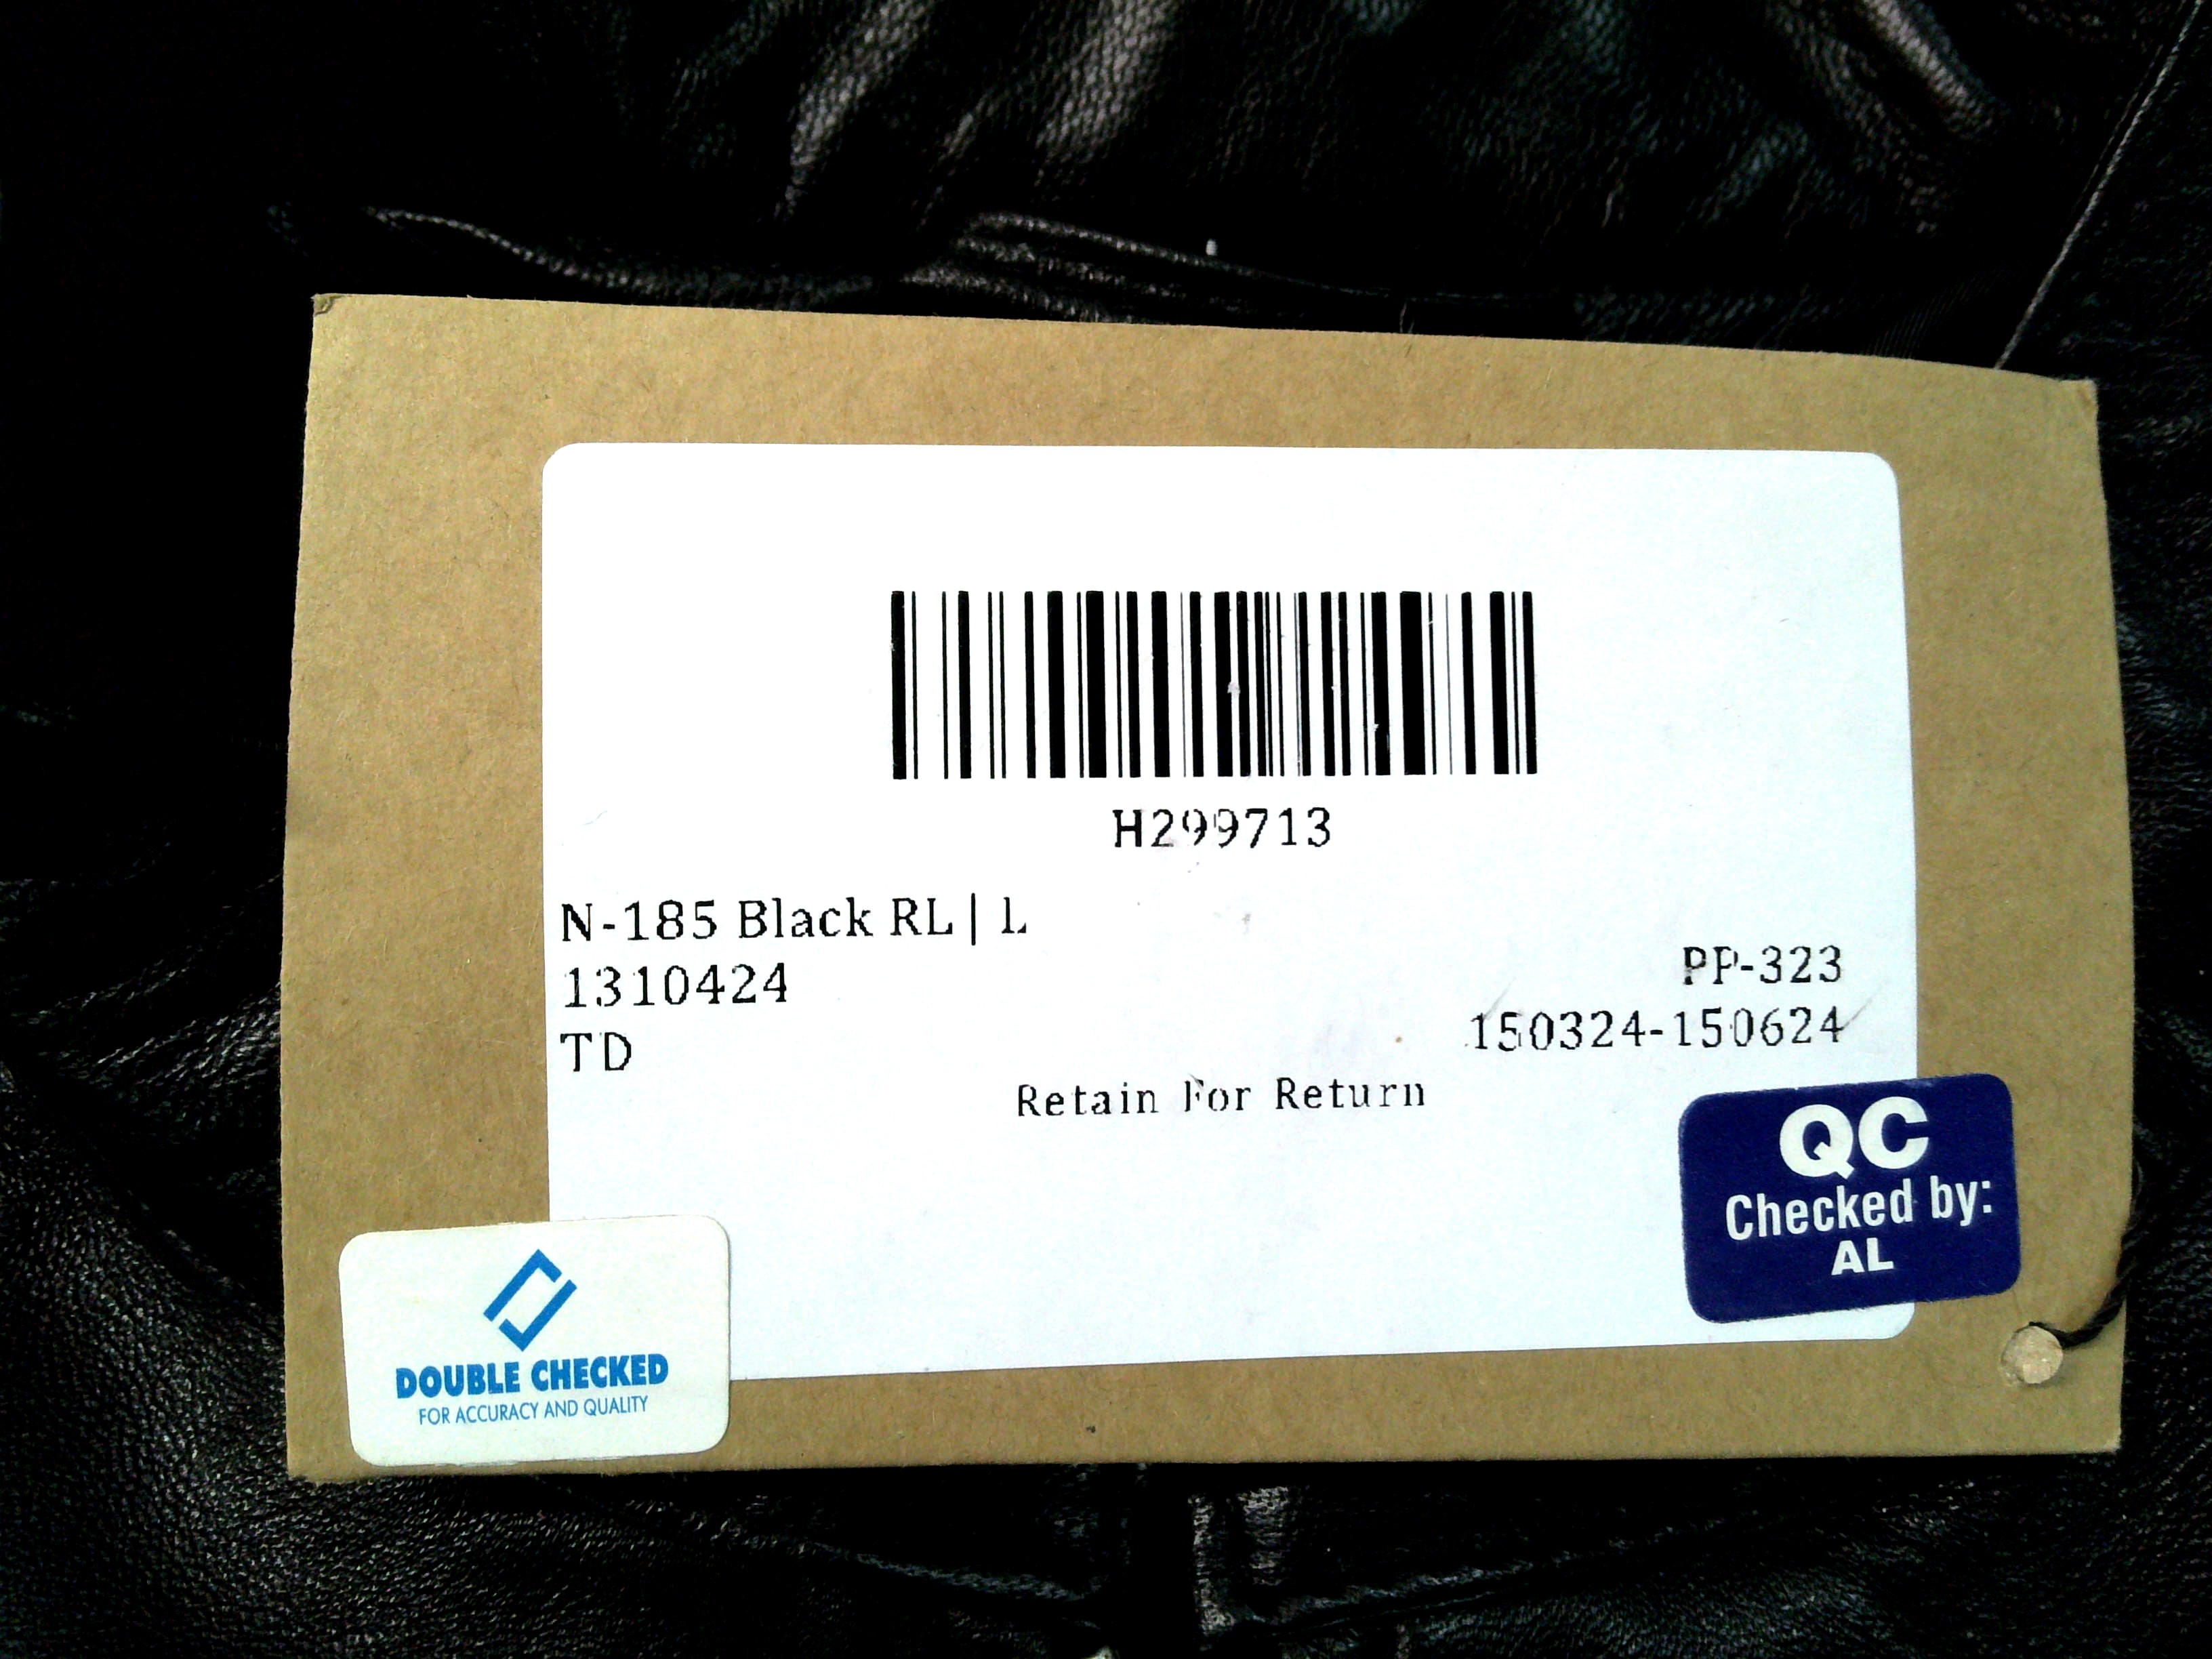 H299713
N-185 Black RL | L
1310424
TD
PP-323
150324-150624
Retain For Return
QC
Checked by:
AL
DOUBLE CHECKED
FOR ACCURACY AND QUALITY